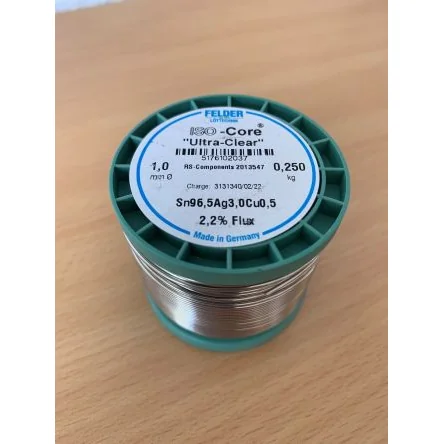 FELDER
LÖTTECHNIK
ISO-Core®
"Ultra-Clear"
5176102037
1,0 RS-Components 2013547 0,250
mm Ø kg
Charge: 3131340/02/22
Sn96,5Ag3,0Cu0,5
2,2% Flux
Made in Germany